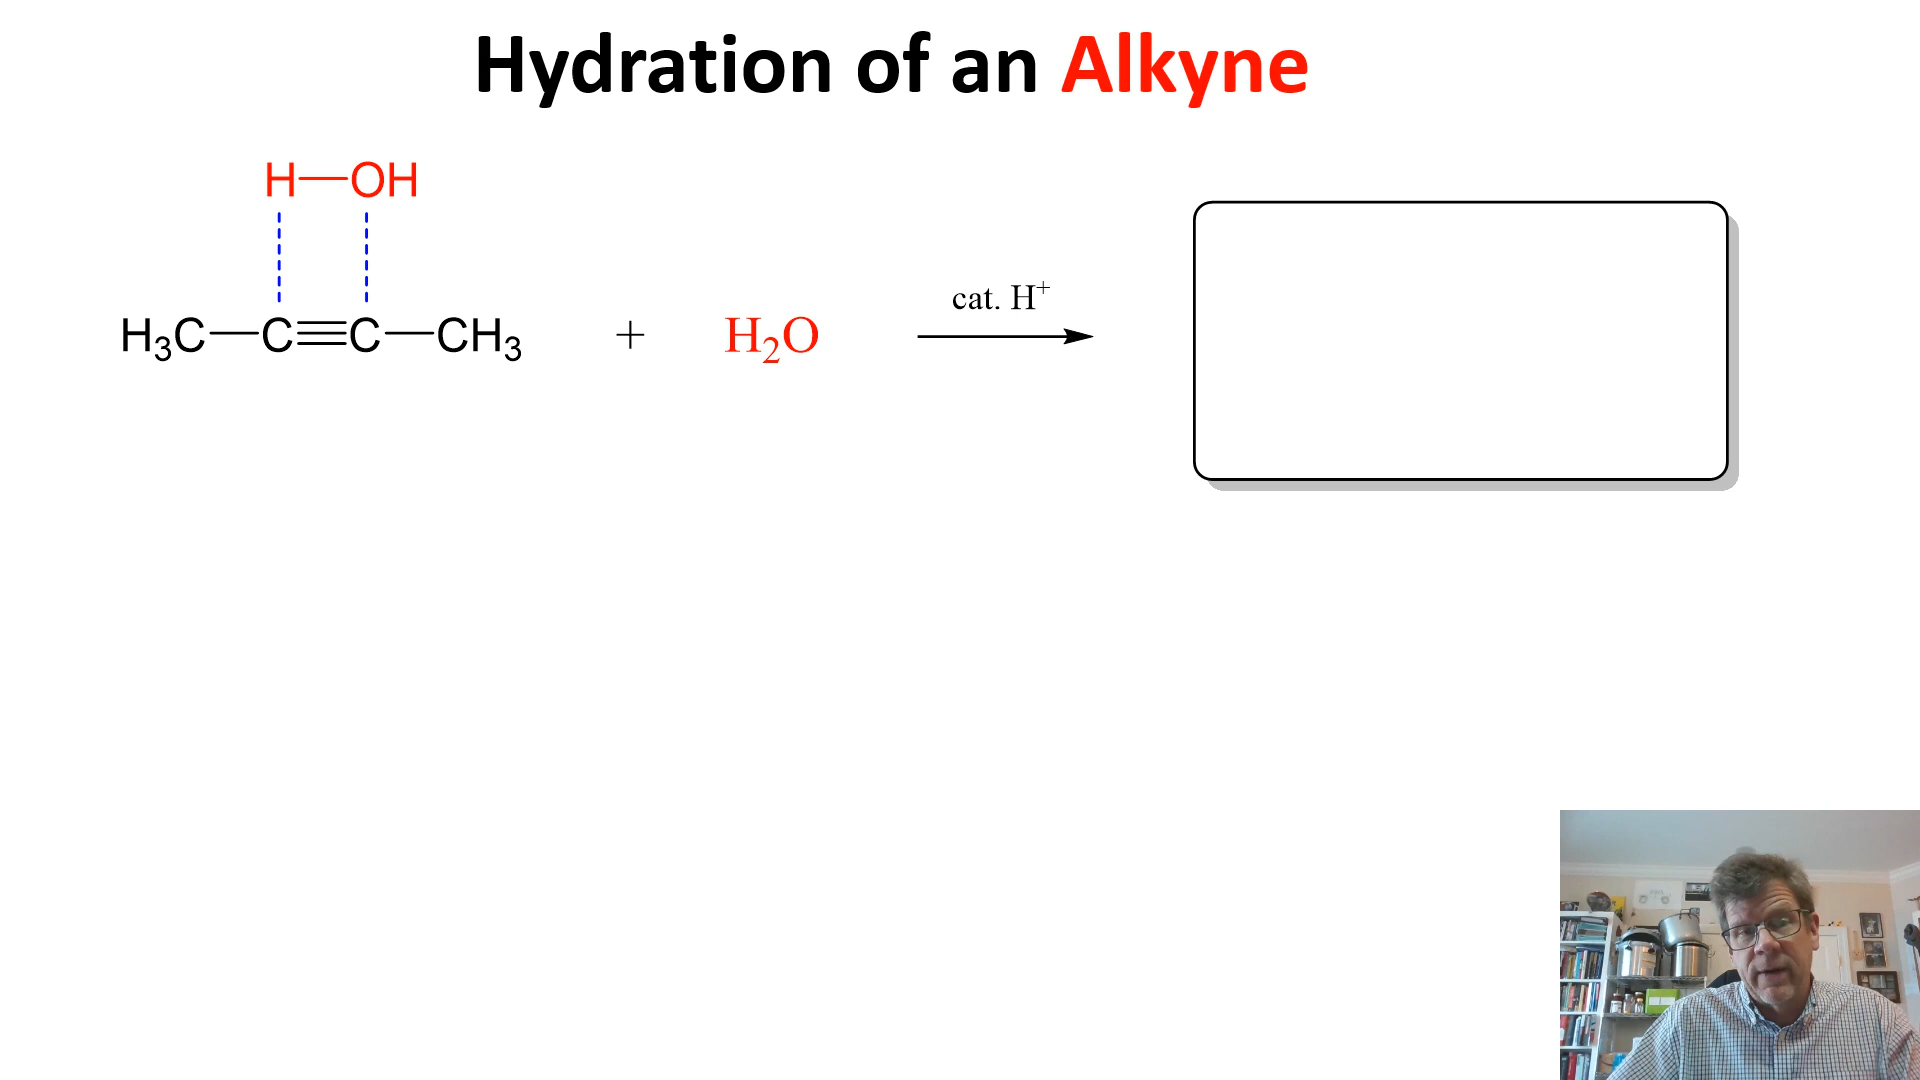 Hydration of an Alkyne
H—OH
H₃C—C≡C—CH₃ + H₂O
cat. H⁺